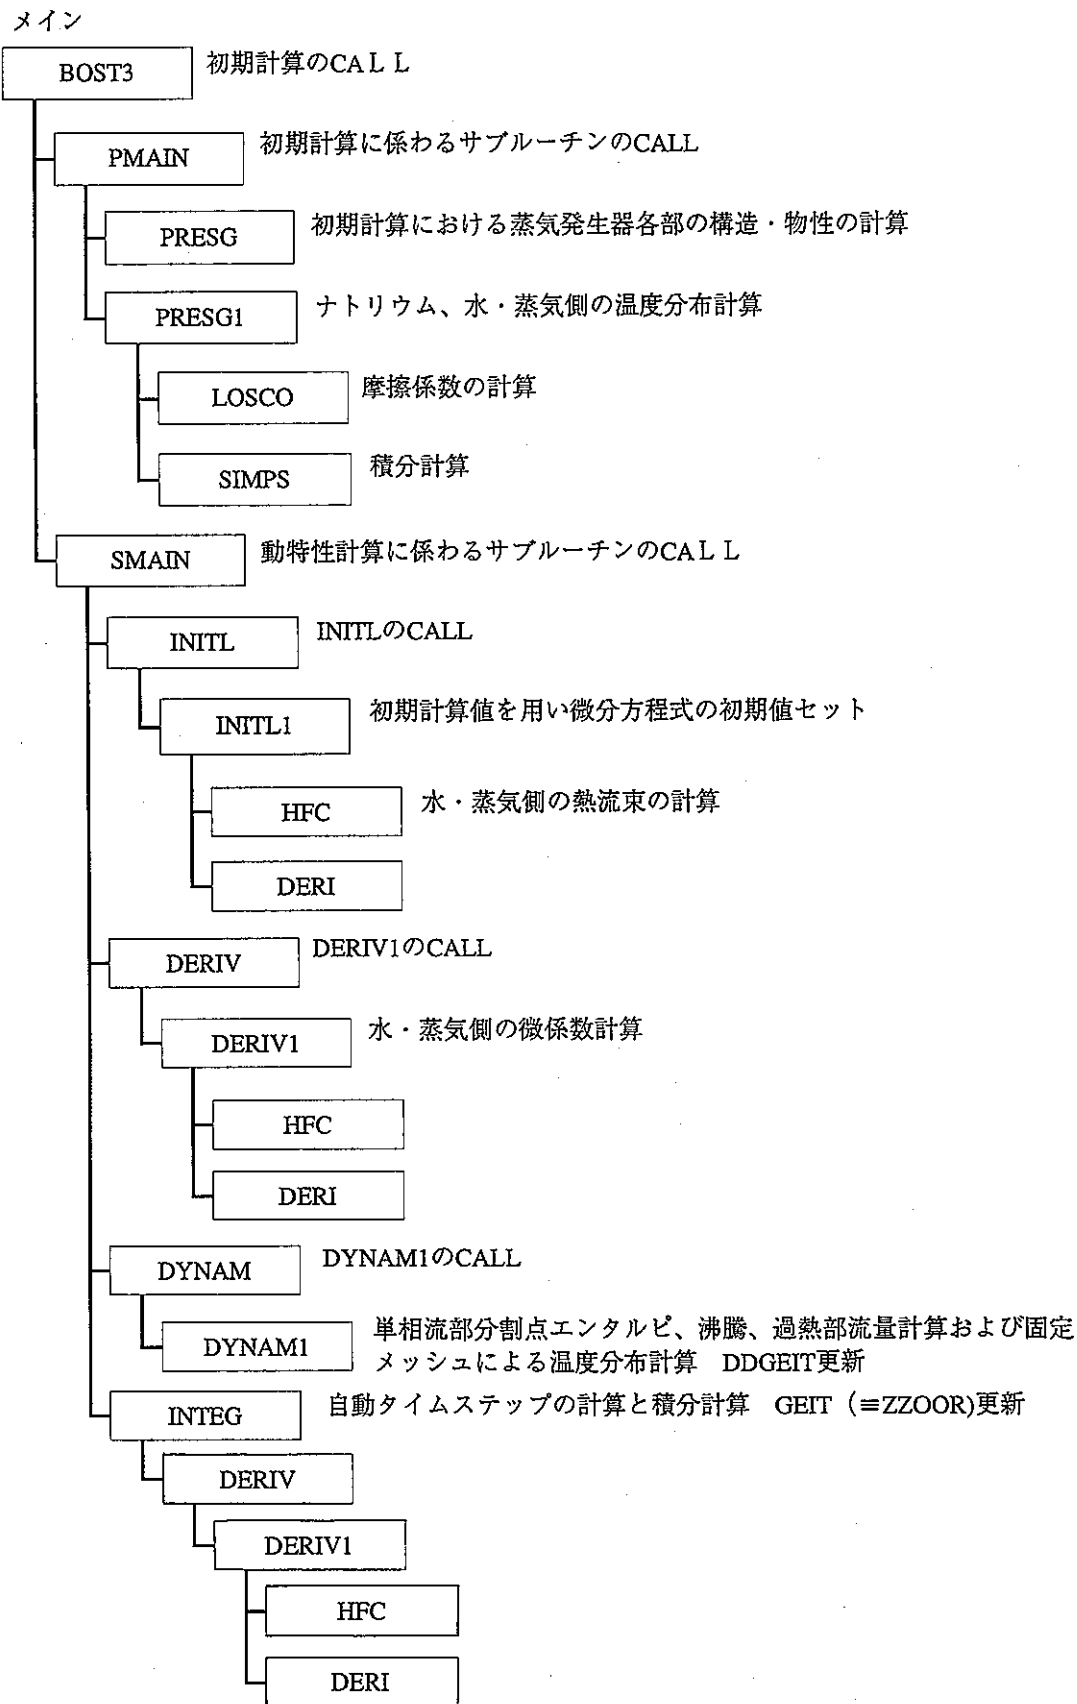 メイン
BOST3 初期計算のCALL
PMAIN 初期計算に係わるサブルーチンのCALL
PRESG 初期計算における蒸気発生器各部の構造・物性の計算
PRESG1 ナトリウム、水・蒸気側の温度分布計算
LOSCO 摩擦係数の計算
SIMPS 積分計算
SMAIN 動特性計算に係わるサブルーチンのCALL
INITL INITLのCALL
INITL1 初期計算値を用い微分方程式の初期値セット
HFC 水・蒸気側の熱流束の計算
DERI
DERIV DERIV1のCALL
DERIV1 水・蒸気側の微係数計算
HFC
DERI
DYNAM DYNAM1のCALL
DYNAM1 単相流部分割点エンタルピ、沸騰、過熱部流量計算および固定
メッシュによる温度分布計算 DDGEIT更新
INTEG 自動タイムステップの計算と積分計算 GEIT（≡ZZOOR)更新
DERIV
DERIV1
HFC
DERI